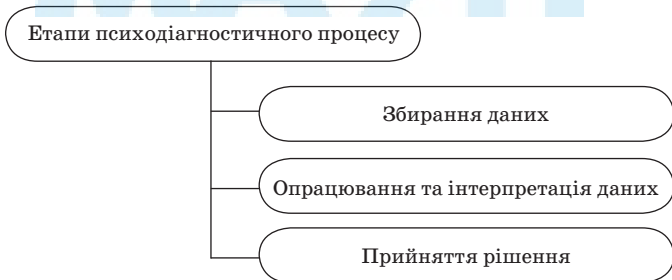 Етапи психодіагностичного процесу
Збирання даних
Опрацювання та інтерпретація даних
Прийняття рішення